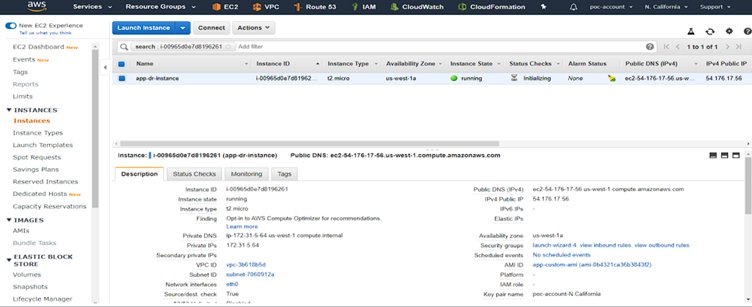 aws
Services
Resource Groups
EC2
VPC
Route 53
IAM
CloudWatch
CloudFormation
poc-account
N. California
Support
New EC2 Experience
Tell us what you think
EC2 Dashboard New
Events New
Tags
Reports
Limits
INSTANCES
Instances
Instance Types
Launch Templates
Spot Requests
Savings Plans
Reserved Instances
Dedicated Hosts New
Capacity Reservations
IMAGES
AMIs
Bundle Tasks
ELASTIC BLOCK
STORE
Volumes
Snapshots
Lifecycle Manager
Launch Instance
Connect
Actions
search : i-00965d0e7d8196261
Add filter
1 to 1 of 1
Name
Instance ID
Instance Type
Availability Zone
Instance State
Status Checks
Alarm Status
Public DNS (IPv4)
IPv4 Public IP
app-dr-instance
i-00965d0e7d819626...
t2.micro
us-west-1a
running
Initializing
None
ec2-54-176-17-56.us-w...
54.176.17.56
Instance: i-00965d0e7d8196261 (app-dr-instance) Public DNS: ec2-54-176-17-56.us-west-1.compute.amazonaws.com
Description
Status Checks
Monitoring
Tags
Instance ID i-00965d0e7d8196261
Instance state running
Instance type t2.micro
Finding Opt-in to AWS Compute Optimizer for recommendations.
Learn more
Private DNS ip-172-31-5-64.us-west-1.compute.internal
Private IPs 172.31.5.64
Secondary private IPs
VPC ID vpc-3b618b5d
Subnet ID subnet-7060912a
Network interfaces eth0
Source/dest. check True
Public DNS (IPv4) ec2-54-176-17-56.us-west-1.compute.amazonaws.com
IPv4 Public IP 54.176.17.56
IPv6 IPs -
Elastic IPs
Availability zone us-west-1a
Security groups launch-wizard-4. view inbound rules. view outbound rules
Scheduled events No scheduled events
AMI ID app-custom-ami (ami-0b4321ca36b3843f2)
Platform -
IAM role -
Key pair name poc-account-N.California